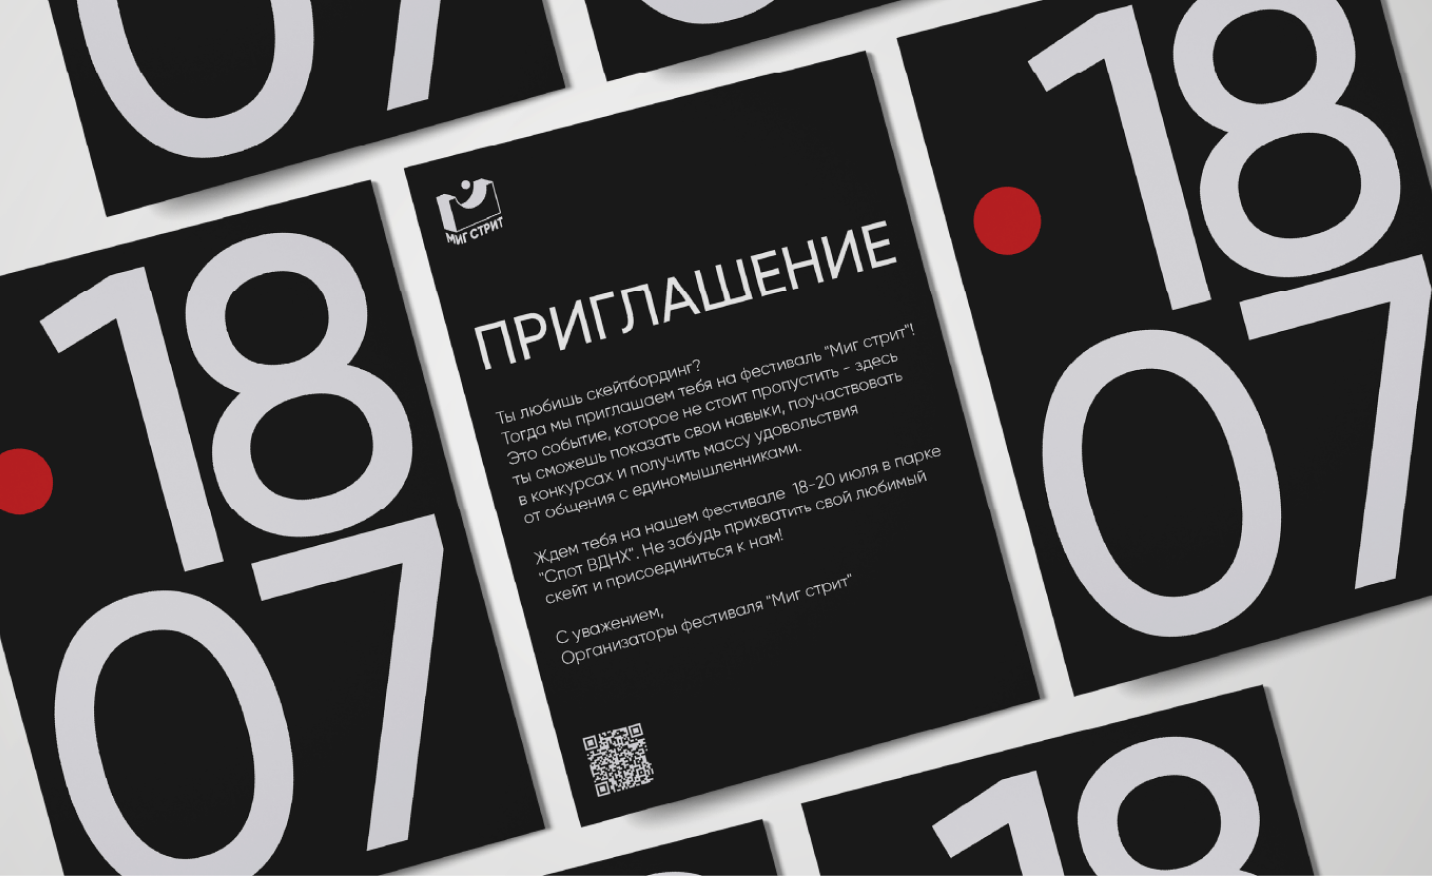 07
18
07
МИГ СТРИТ
ПРИГЛАШЕНИЕ
Ты любишь скейтбординг?
Тогда мы приглашаем тебя на фестиваль "Миг стрит"!
Это событие, которое не стоит пропустить - здесь
ты сможешь показать свои навыки, поучаствовать
в конкурсах и получить массу удовольствия
от общения с единомышленниками.
Ждем тебя на нашем фестивале 18-20 июля в парке
"Спот ВДНХ". Не забудь прихватить свой любимый
скейт и присоединиться к нам!
С уважением,
Организаторы фестиваля "Миг стрит"
18
07
18